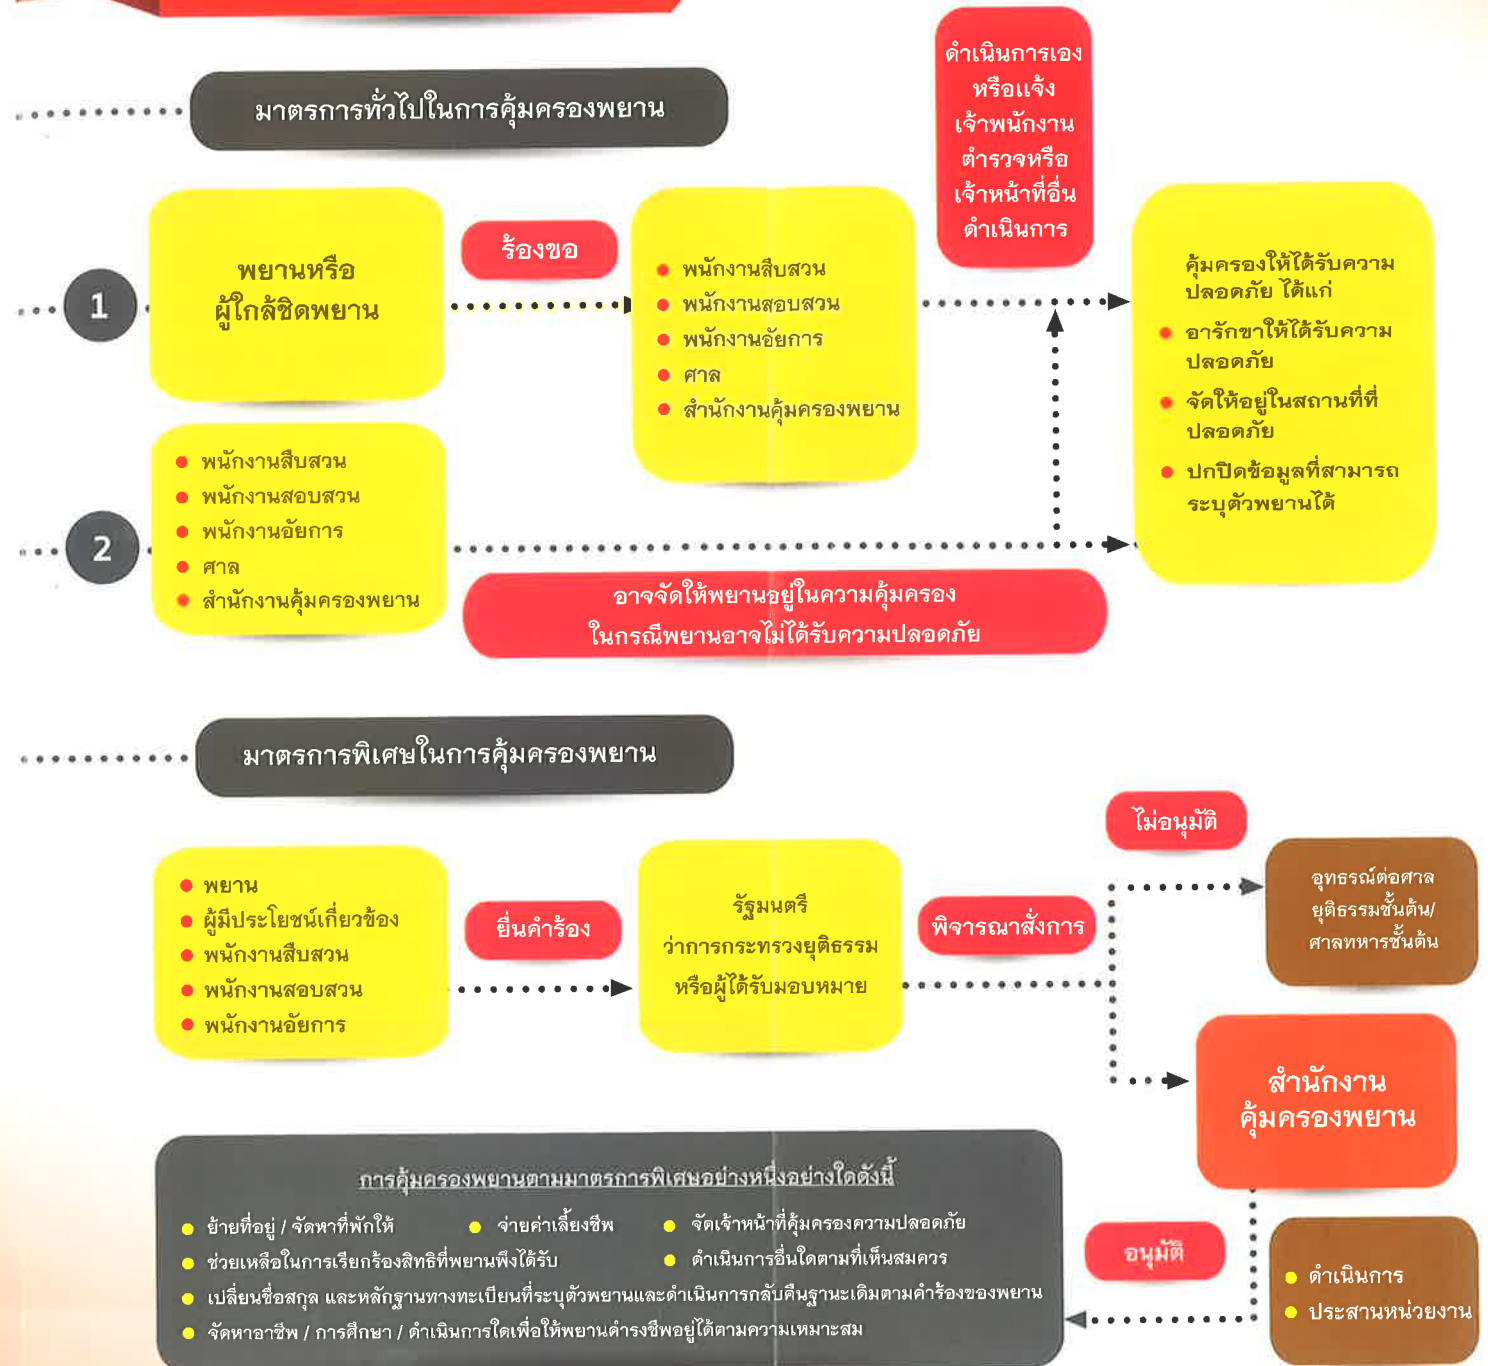 มาตรการทั่วไปในการคุ้มครองพยาน
ดำเนินการเอง
หรือแจ้ง
เจ้าพนักงาน
ตำรวจหรือ
เจ้าหน้าที่อื่น
ดำเนินการ
1
พยานหรือ
ผู้ใกล้ชิดพยาน
ร้องขอ
พนักงานสืบสวน
พนักงานสอบสวน
พนักงานอัยการ
ศาล
สำนักงานคุ้มครองพยาน
คุ้มครองให้ได้รับความ
ปลอดภัย ได้แก่
อารักขาให้ได้รับความ
ปลอดภัย
จัดให้อยู่ในสถานที่ที่
ปลอดภัย
ปกปิดข้อมูลที่สามารถ
ระบุตัวพยานได้
2
พนักงานสืบสวน
พนักงานสอบสวน
พนักงานอัยการ
ศาล
สำนักงานคุ้มครองพยาน
อาจจัดให้พยานอยู่ในความคุ้มครอง
ในกรณีพยานอาจไม่ได้รับความปลอดภัย
มาตรการพิเศษในการคุ้มครองพยาน
พยาน
ผู้มีประโยชน์เกี่ยวข้อง
พนักงานสืบสวน
พนักงานสอบสวน
พนักงานอัยการ
ยื่นคำร้อง
รัฐมนตรี
ว่าการกระทรวงยุติธรรม
หรือผู้ได้รับมอบหมาย
พิจารณาสั่งการ
ไม่อนุมัติ
อุทธรณ์ต่อศาล
ยุติธรรมชั้นต้น/
ศาลทหารชั้นต้น
สำนักงาน
คุ้มครองพยาน
อนุมัติ
ดำเนินการ
ประสานหน่วยงาน
การคุ้มครองพยานตามมาตรการพิเศษอย่างหนึ่งอย่างใดดังนี้
ย้ายที่อยู่ / จัดหาที่พักให้ จ่ายค่าเลี้ยงชีพ จัดเจ้าหน้าที่คุ้มครองความปลอดภัย
ช่วยเหลือในการเรียกร้องสิทธิที่พยานพึงได้รับ ดำเนินการอื่นใดตามที่เห็นสมควร
เปลี่ยนชื่อสกุล และหลักฐานทางทะเบียนที่ระบุตัวพยานและดำเนินการกลับคืนฐานะเดิมตามคำร้องของพยาน
จัดหาอาชีพ / การศึกษา / ดำเนินการใดเพื่อให้พยานดำรงชีพอยู่ได้ตามความเหมาะสม